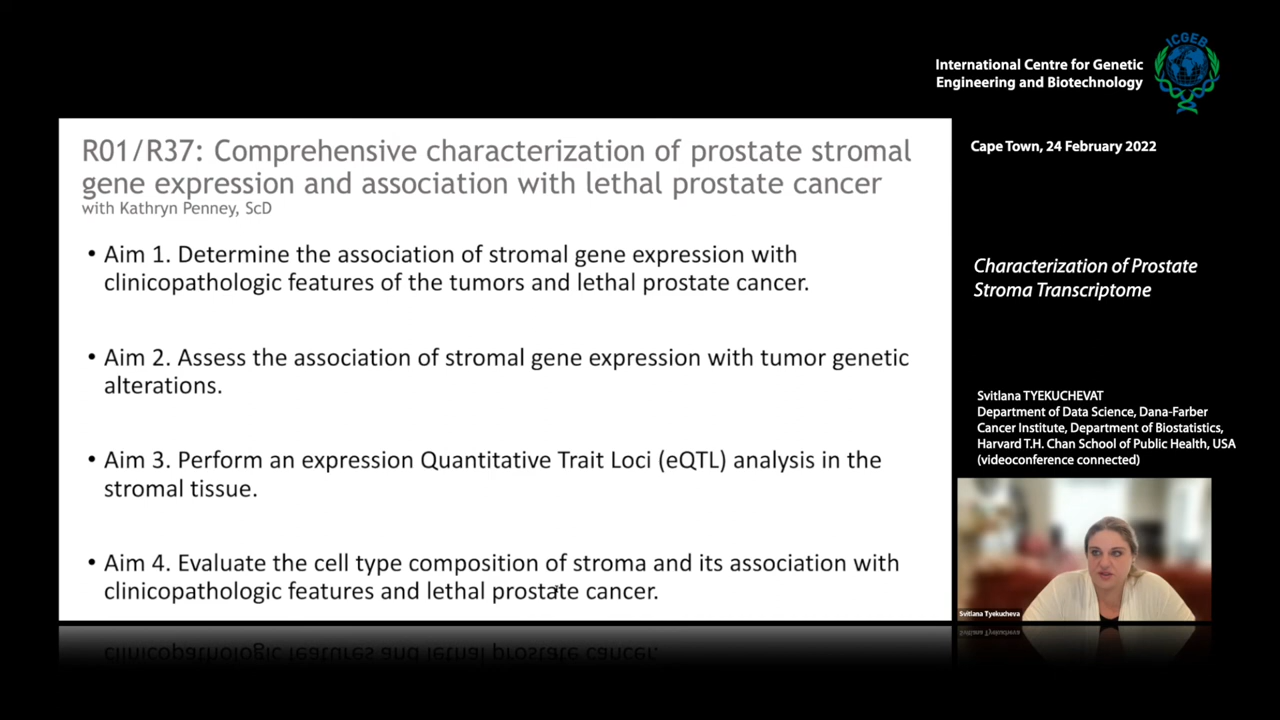 ICGEB
International Centre for Genetic
Engineering and Biotechnology
Cape Town, 24 February 2022
R01/R37: Comprehensive characterization of prostate stromal
gene expression and association with lethal prostate cancer
with Kathryn Penney, ScD
• Aim 1. Determine the association of stromal gene expression with
clinicopathologic features of the tumors and lethal prostate cancer.
• Aim 2. Assess the association of stromal gene expression with tumor genetic
alterations.
• Aim 3. Perform an expression Quantitative Trait Loci (eQTL) analysis in the
stromal tissue.
• Aim 4. Evaluate the cell type composition of stroma and its association with
clinicopathologic features and lethal prostate cancer.
Characterization of Prostate
Stroma Transcriptome
Svitlana TYEKUCHEVAT
Department of Data Science, Dana-Farber
Cancer Institute, Department of Biostatistics,
Harvard T.H. Chan School of Public Health, USA
(videoconference connected)
Svitlana Tyekucheva